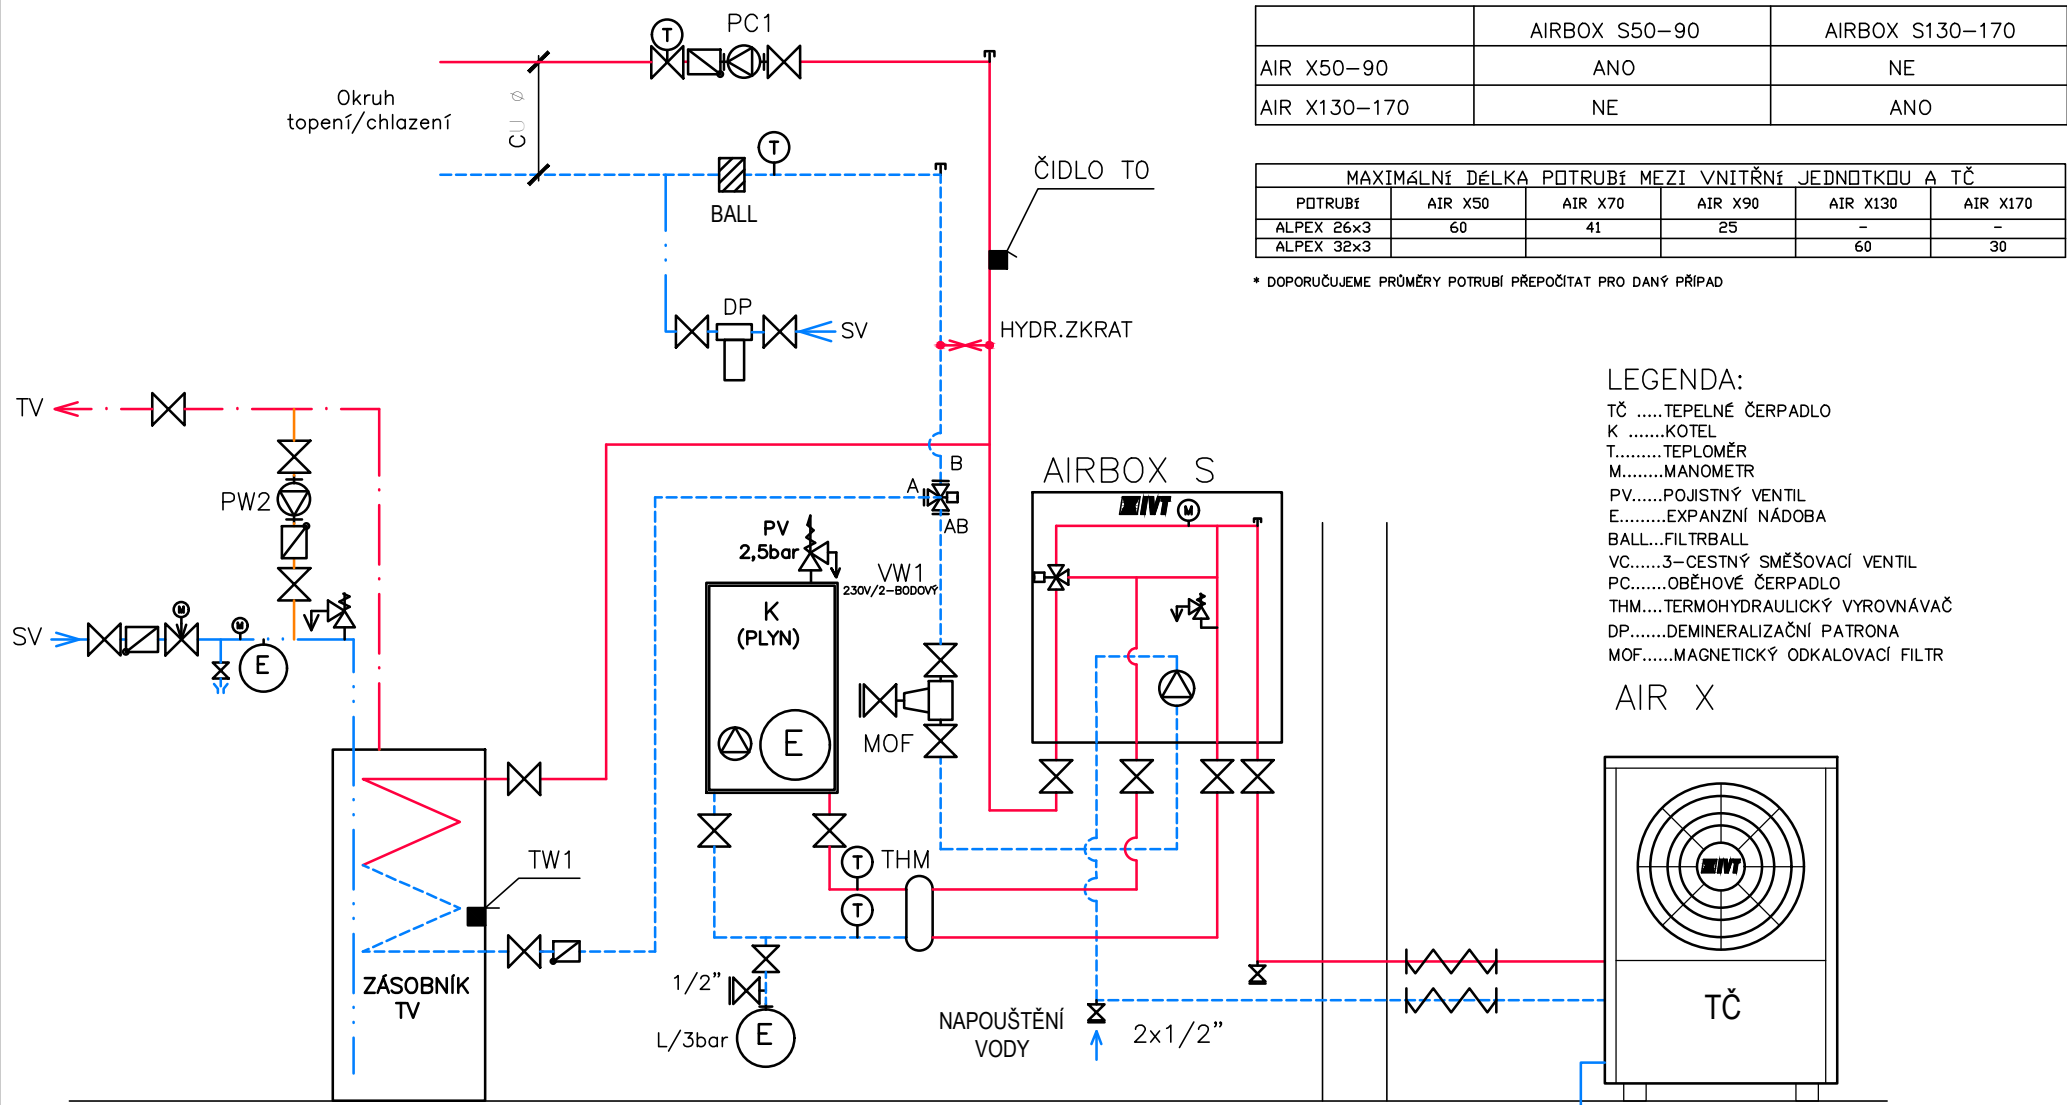 PC1
T
Okruh
topení/chlazení
CU ø
T
BALL
ČIDLO T0
DP
SV
HYDR.ZKRAT
AIRBOX S50-90 AIRBOX S130-170
AIR X50-90 ANO NE
AIR X130-170 NE ANO
MAXIMáLNí DéLKA POTRUBí MEZI VNITŘNí JEDNOTKOU A TČ
POTRUBí AIR X50 AIR X70 AIR X90 AIR X130 AIR X170
ALPEX 26x3 60 41 25 - -
ALPEX 32x3 60 30
* DOPORUČUJEME PRŮMĚRY POTRUBÍ PŘEPOČÍTAT PRO DANÝ PŘÍPAD
LEGENDA:
TČ .....TEPELNÉ ČERPADLO
K .......KOTEL
T.........TEPLOMĚR
M........MANOMETR
PV......POJISTNÝ VENTIL
E.........EXPANZNÍ NÁDOBA
BALL...FILTRBALL
VC......3-CESTNÝ SMĚŠOVACÍ VENTIL
PC.......OBĚHOVÉ ČERPADLO
THM....TERMOHYDRAULICKÝ VYROVNÁVAČ
DP.......DEMINERALIZAČNÍ PATRONA
MOF......MAGNETICKÝ ODKALOVACÍ FILTR
TV
PW2
SV
M
M
E
B
A
AB
AIRBOX S
IVT
M
PV
2,5bar
VW1
230V/2-BODOVÝ
K
(PLYN)
E
MOF
AIR X
IVT
TČ
TW1
ZÁSOBNÍK
TV
T
THM
T
1/2"
L/3bar
E
NAPOUŠTĚNÍ
VODY
2x1/2"